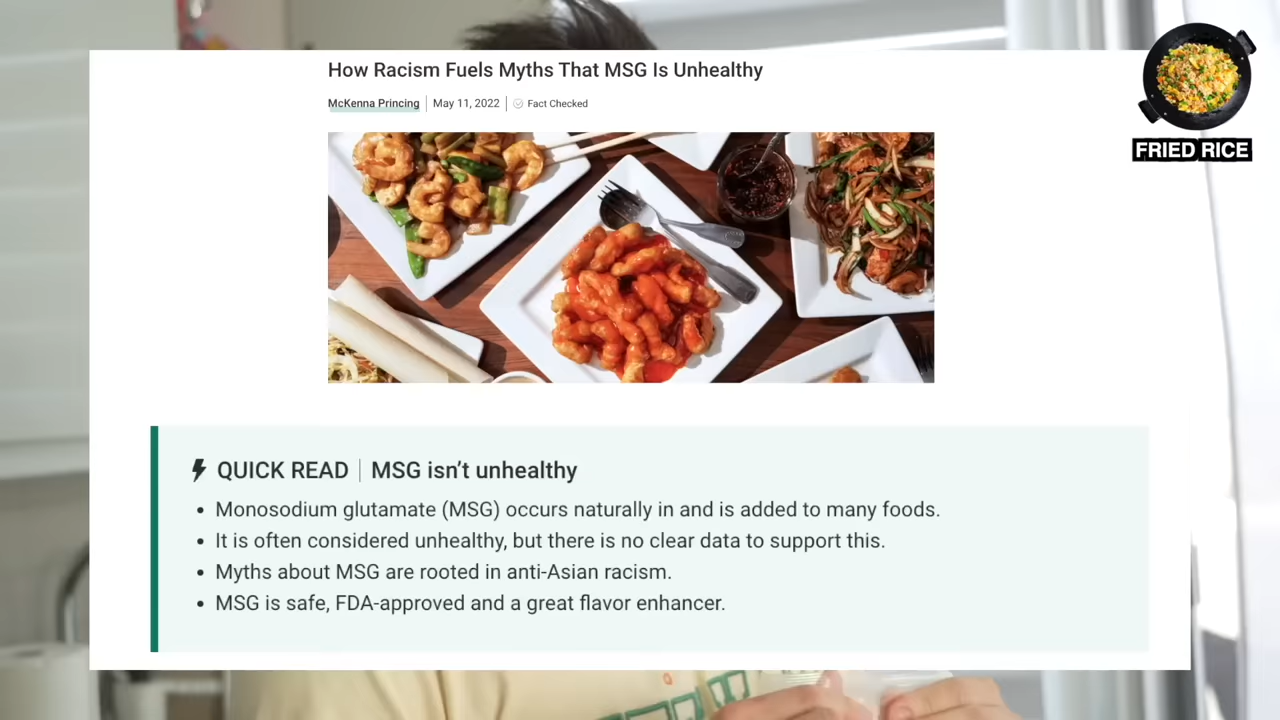 How Racism Fuels Myths That MSG Is Unhealthy
McKenna Princing | May 11, 2022 | Fact Checked
FRIED RICE
QUICK READ | MSG isn’t unhealthy
• Monosodium glutamate (MSG) occurs naturally in and is added to many foods.
• It is often considered unhealthy, but there is no clear data to support this.
• Myths about MSG are rooted in anti-Asian racism.
• MSG is safe, FDA-approved and a great flavor enhancer.